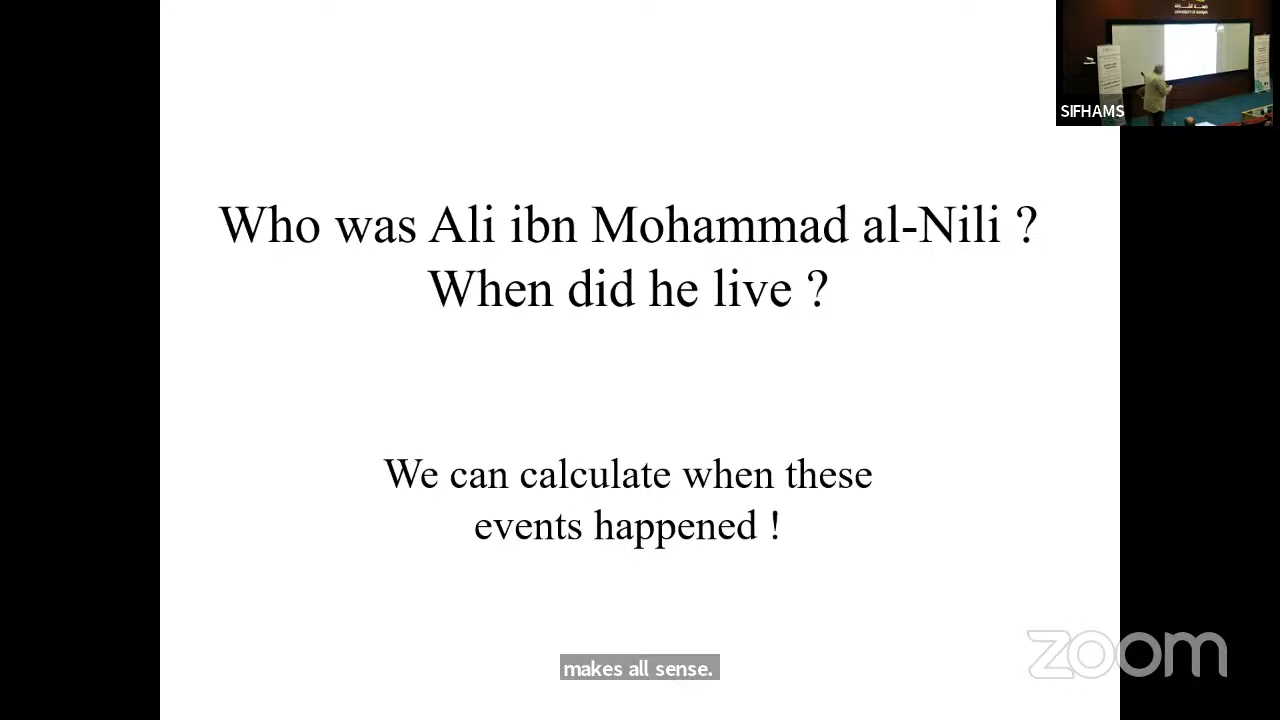 SIFHAMS
Who was Ali ibn Mohammad al-Nili ?
When did he live ?
We can calculate when these
events happened !
makes all sense.
zoom